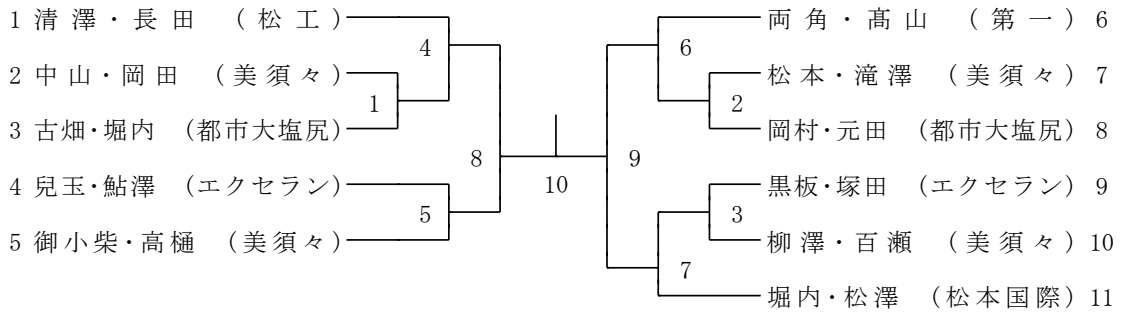 1 清澤・長田 (松工)
2 中山・岡田 (美須々)
3 古畑・堀内 (都市大塩尻)
4 兒玉・鮎澤 (エクセラン)
5 御小柴・高樋 (美須々)
4
1
8
5
10
両角・髙山 (第一) 6
松本・滝澤 (美須々) 7
岡村・元田 (都市大塩尻) 8
黒板・塚田 (エクセラン) 9
柳澤・百瀬 (美須々) 10
堀内・松澤 (松本国際) 11
6
2
9
3
7